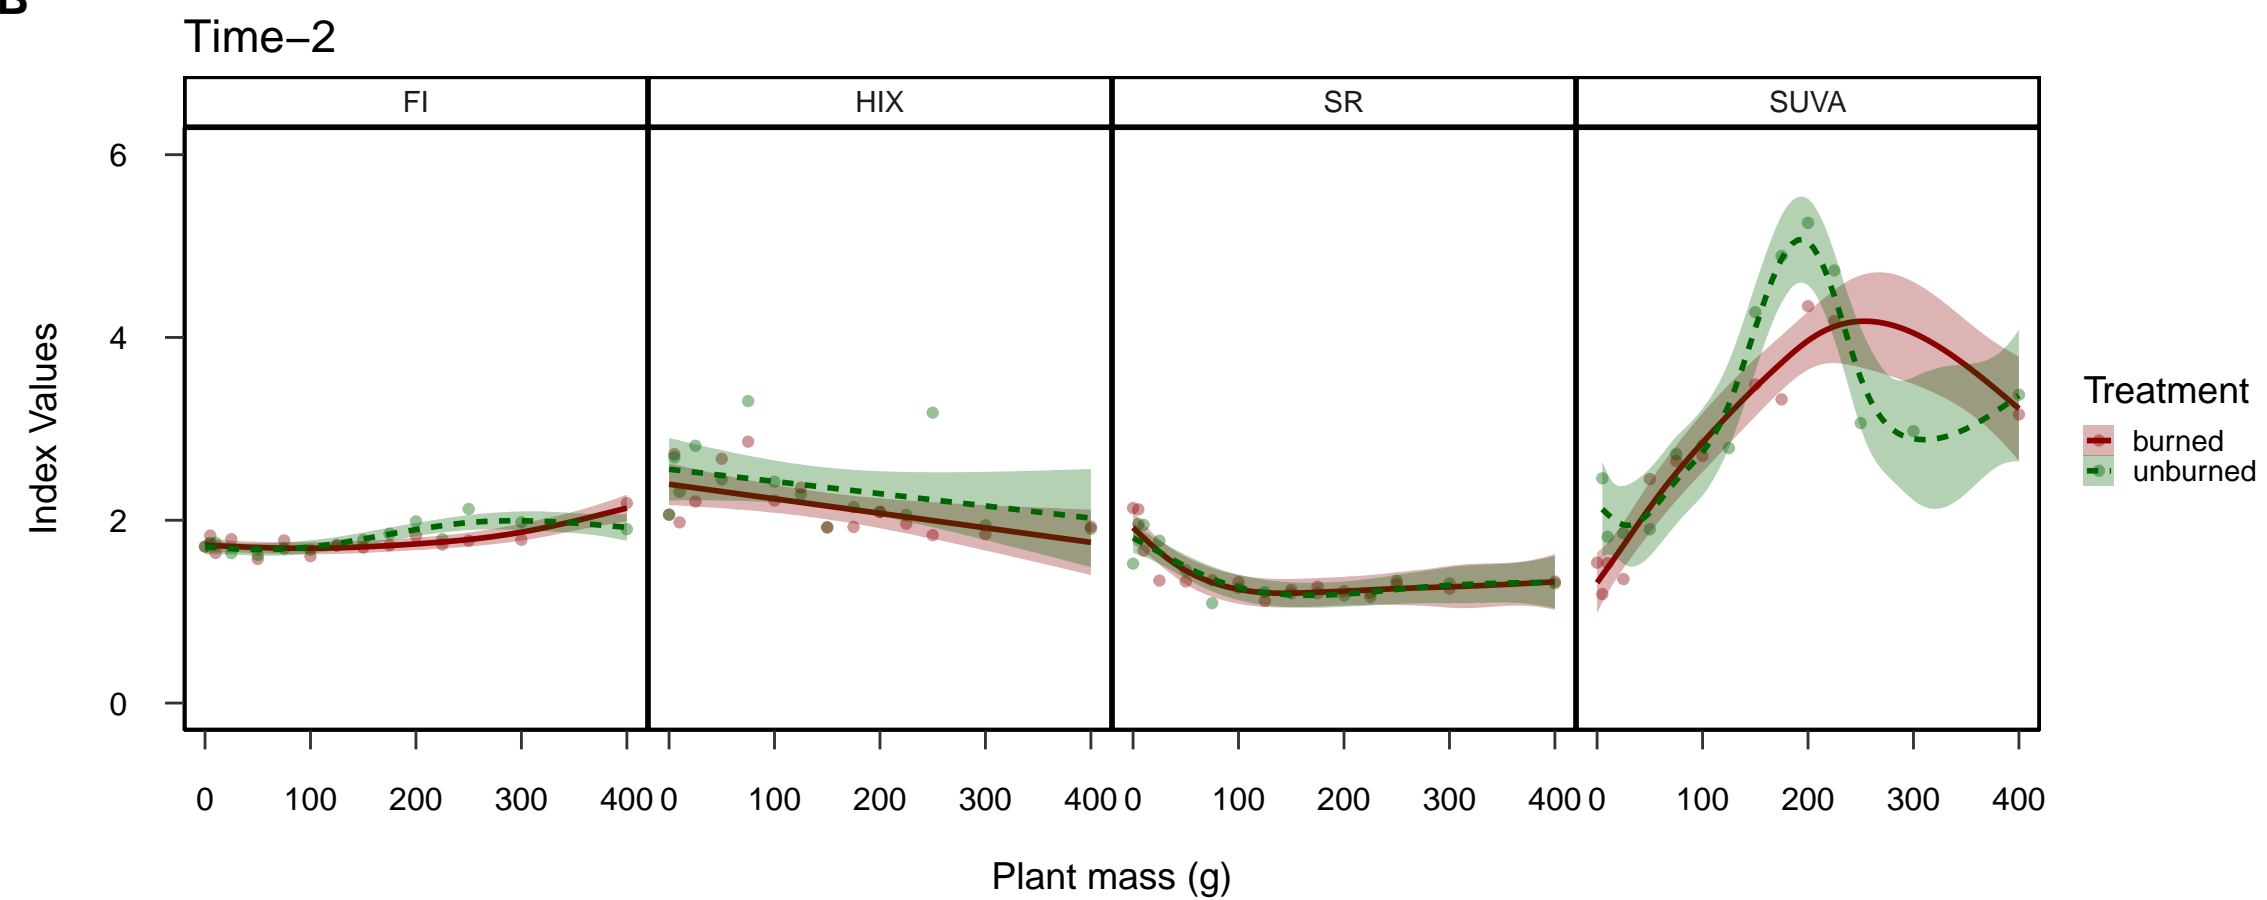 B
Time−2
FI HIX SR SUVA
6
4
2
0
Index Values
0 100 200 300 400 0 100 200 300 400 0 100 200 300 400 0 100 200 300 400
Plant mass (g)
Treatment
burned
unburned